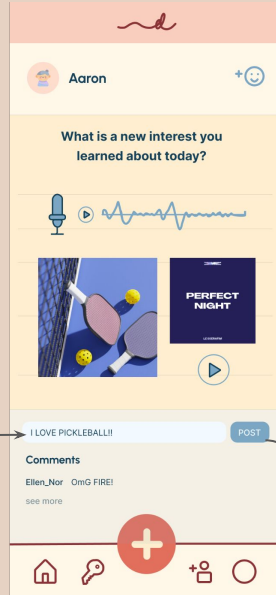 d
Aaron
What is a new interest you
learned about today?
PERFECT
NIGHT
LE SSERAFIM
I LOVE PICKLEBALL!!
POST
Comments
Ellen_Nor OmG FIRE!
see more